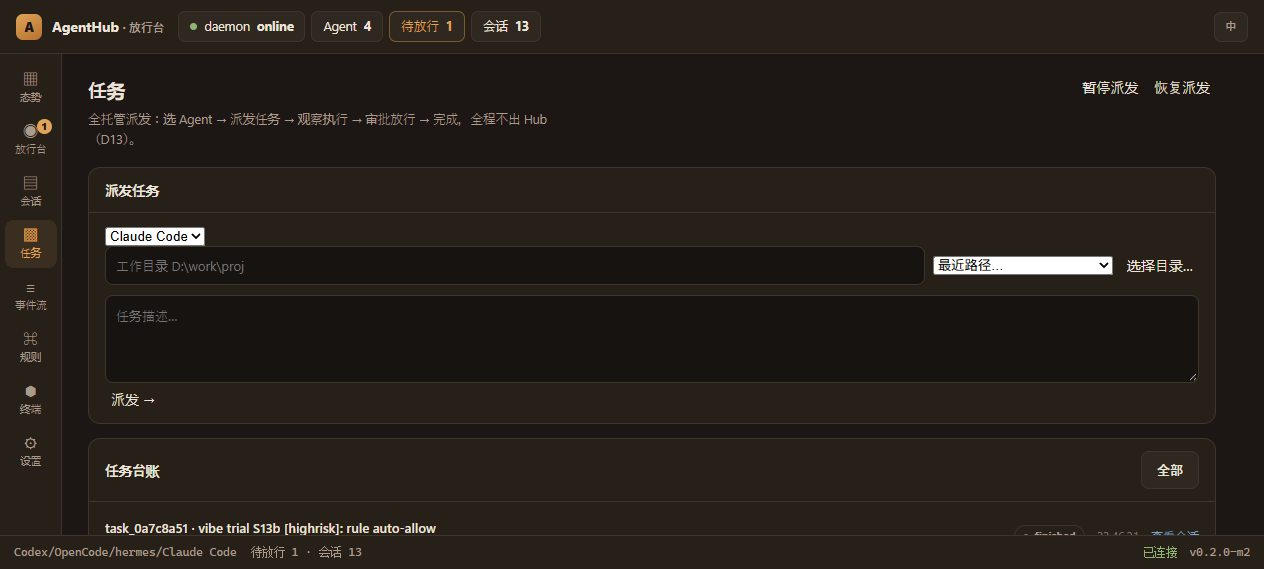 A AgentHub · 放行台 daemon online Agent 4 待放行 1 会话 13 中
态势
1
放行台
会话
任务
事件流
规则
终端
设置
任务
暂停派发 恢复派发
全托管派发：选 Agent → 派发任务 → 观察执行 → 审批放行 → 完成，全程不出 Hub
（D13）。
派发任务
Claude Code
工作目录 D:\work\proj 最近路径... 选择目录...
任务描述...
派发 →
任务台账 全部
task_0a7c8a51 · vibe trial S13b [highrisk]: rule auto-allow
finished
Codex/OpenCode/hermes/Claude Code 待放行 1 · 会话 13 已连接 v0.2.0-m2